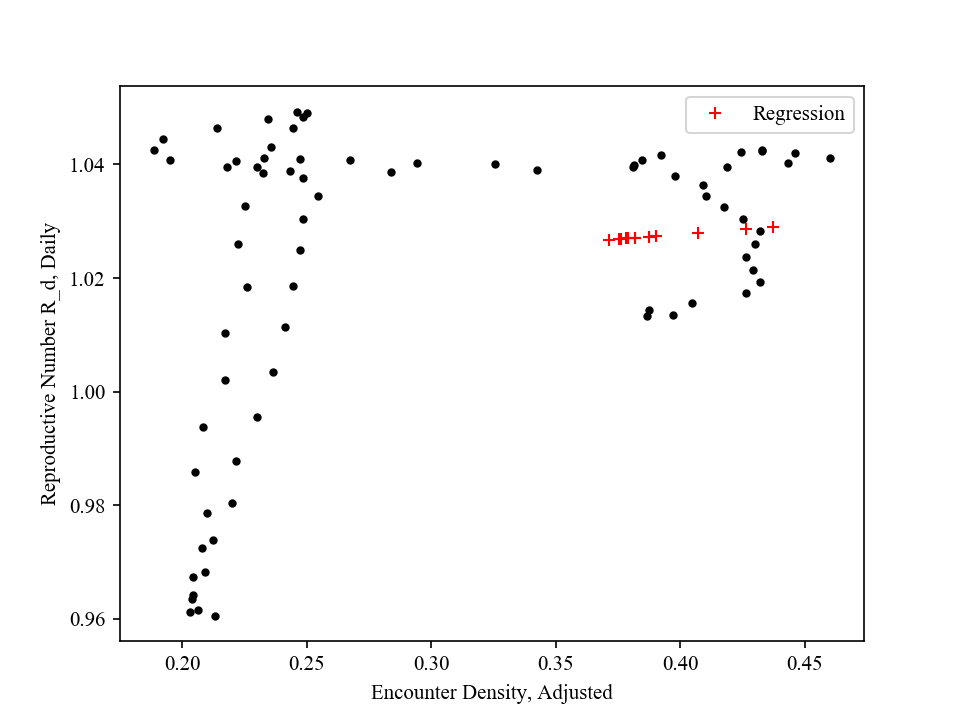 Regression
1.04
1.02
1.00
0.98
0.96
Reproductive Number R_d, Daily
0.20 0.25 0.30 0.35 0.40 0.45
Encounter Density, Adjusted